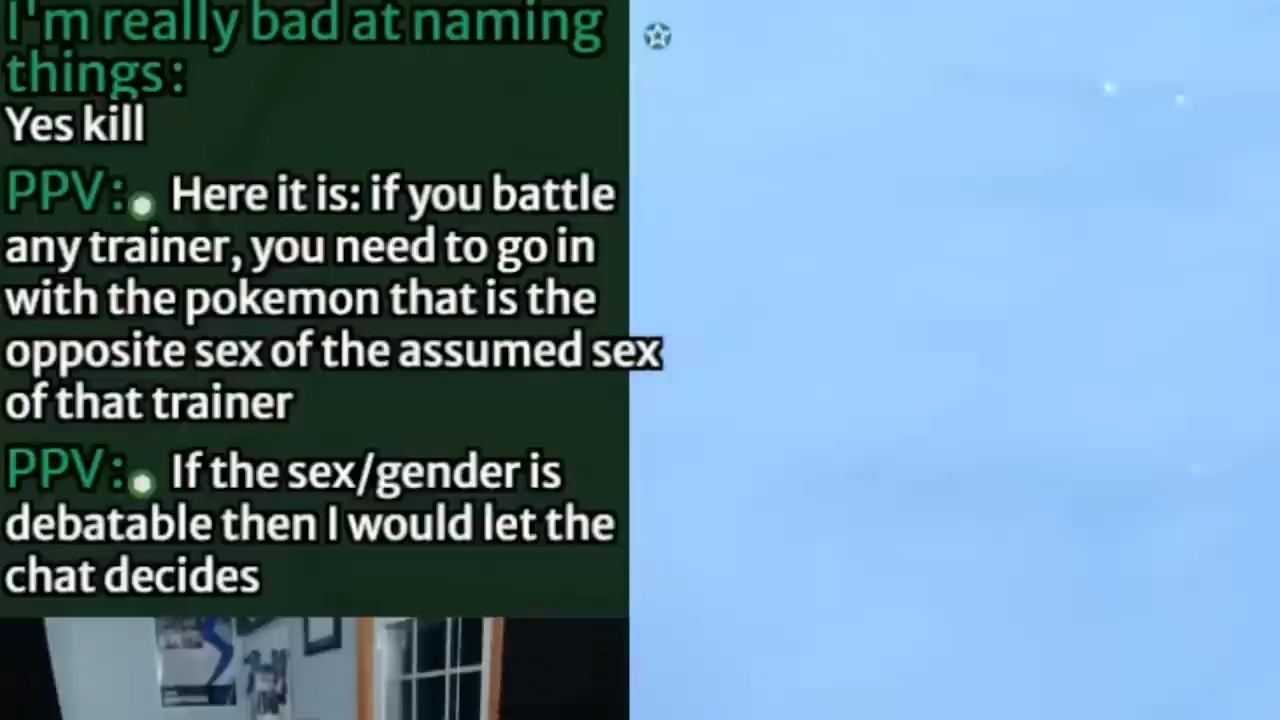 I'm really bad at naming
things:
Yes kill
PPV: Here it is: if you battle
any trainer, you need to go in
with the pokemon that is the
opposite sex of the assumed sex
of that trainer
PPV: If the sex/gender is
debatable then I would let the
chat decides